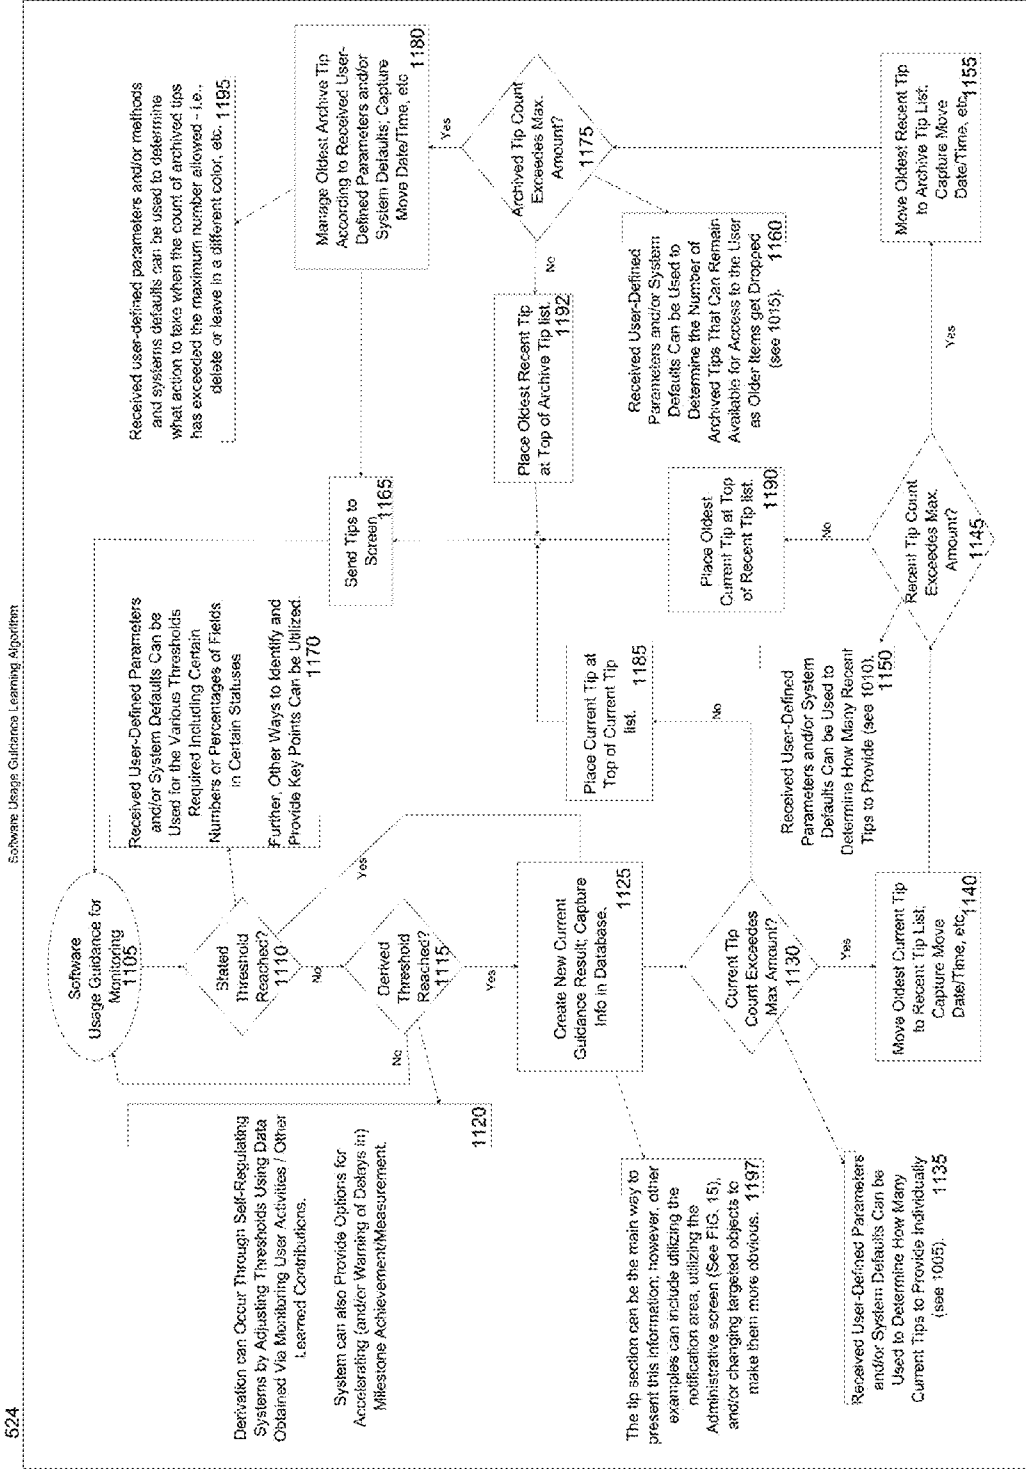 524
Software Usage Guidance Learning Algorithm
Software
Usage Guidance for
Monitoring
1105
Stated
Threshold
Reached?
1110
No
Yes
Derived
Threshold
Reached?
1115
No
Yes
Derivation can Occur Through Self-Regulating
Systems by Adjusting Thresholds Using Data
Obtained Via Monitoring User Activities / Other
Learned Contributions.
System can also Provide Options for
Accelerating (and/or Warning of Delays in)
Milestone Achievement/Measurement.
1120
Received User-Defined Parameters
and/or System Defaults Can be
Used for the Various Thresholds
Required Including Certain
Numbers or Percentages of Fields
in Certain Statuses
Further, Other Ways to Identify and
Provide Key Points Can be Utilized.
1170
Create New Current
Guidance Result; Capture
Info in Database.
1125
The tip section can be the main way to
present this information; however, other
examples can include utilizing the
notification area, utilizing the
Administrative screen (See FIG. 15),
and/or changing targeted objects to
make them more obvious. 1197
Current Tip
Count Exceedes
Max Amount?
1130
No
Yes
Received User-Defined Parameters
and/or System Defaults Can be
Used to Determine How Many
Current Tips to Provide Individually
(see 1005). 1135
Move Oldest Current Tip
to Recent Tip List;
Capture Move
Date/Time, etc.
1140
Place Current Tip at
Top of Current Tip
list. 1185
Received User-Defined
Parameters and/or System
Defaults Can be Used to
Determine How Many Recent
Tips to Provide (see 1010).
1150
Recent Tip Count
Exceedes Max.
Amount?
1145
No
Yes
Place Oldest
Current Tip at Top
of Recent Tip list.
1190
Send Tips to
Screen
1165
Move Oldest Recent Tip
to Archive Tip List;
Capture Move
Date/Time, etc.
1155
Archived Tip Count
Exceedes Max.
Amount?
1175
No
Yes
Received User-Defined
Parameters and/or System
Defaults Can be Used to
Determine the Number of
Archived Tips That Can Remain
Available for Access to the User
as Older Items get Dropped
(see 1015). 1160
Place Oldest Recent Tip
at Top of Archive Tip list.
1192
Manage Oldest Archive Tip
According to Received User-
Defined Parameters and/or
System Defaults; Capture
Move Date/Time, etc
1180
Received user-defined parameters and/or methods
and systems defaults can be used to determine
what action to take when the count of archived tips
has exceeded the maximum number allowed - i.e.,
delete or leave in a different color, etc. 1195